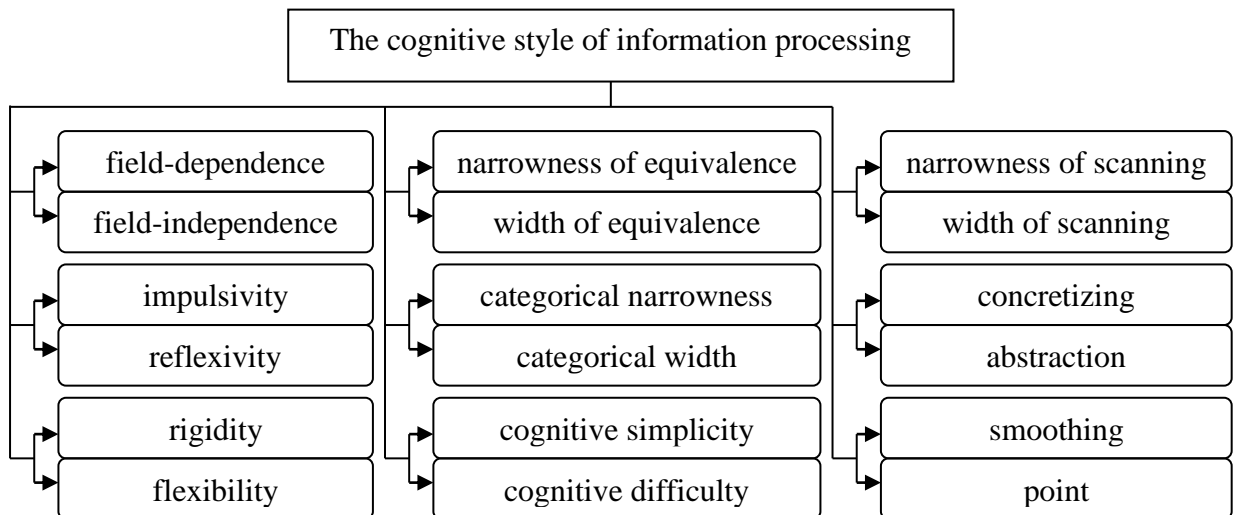 The cognitive style of information processing
field-dependence
field-independence
impulsivity
reflexivity
rigidity
flexibility
narrowness of equivalence
width of equivalence
categorical narrowness
categorical width
cognitive simplicity
cognitive difficulty
narrowness of scanning
width of scanning
concretizing
abstraction
smoothing
point